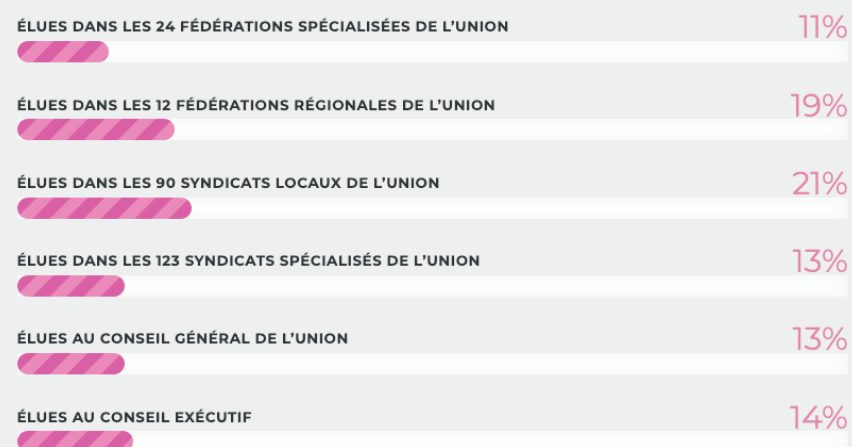 ÉLUES DANS LES 24 FÉDÉRATIONS SPÉCIALISÉES DE L’UNION 11%
ÉLUES DANS LES 12 FÉDÉRATIONS RÉGIONALES DE L’UNION 19%
ÉLUES DANS LES 90 SYNDICATS LOCAUX DE L’UNION 21%
ÉLUES DANS LES 123 SYNDICATS SPÉCIALISÉS DE L’UNION 13%
ÉLUES AU CONSEIL GÉNÉRAL DE L’UNION 13%
ÉLUES AU CONSEIL EXÉCUTIF 14%